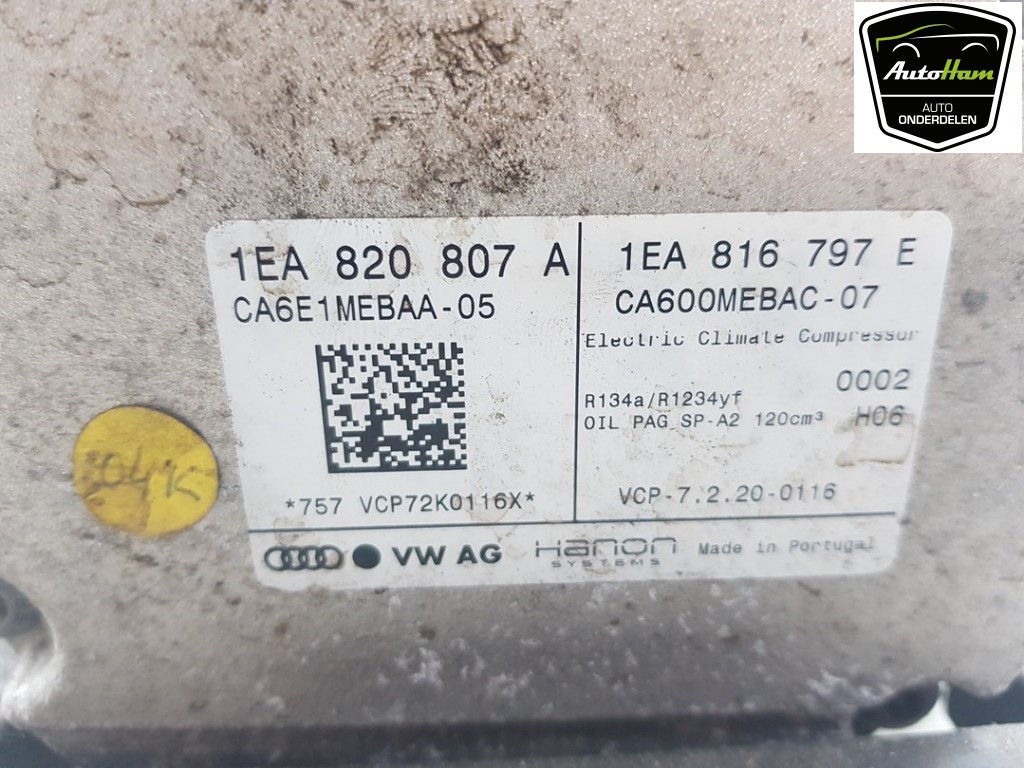 AutoHam
AUTO
ONDERDELEN
1EA 820 807 A
CA6E1MEBAA-05
*757 VCP72K0116X*
1EA 816 797 E
CA600MEBAC-07
Electric Climate Compressor
0002
R134a/R1234yf
OIL PAG SP-A2 120cm³ H06
VCP-7.2.20-0116
VW AG
Hanon
SYSTEMS
Made in Portugal